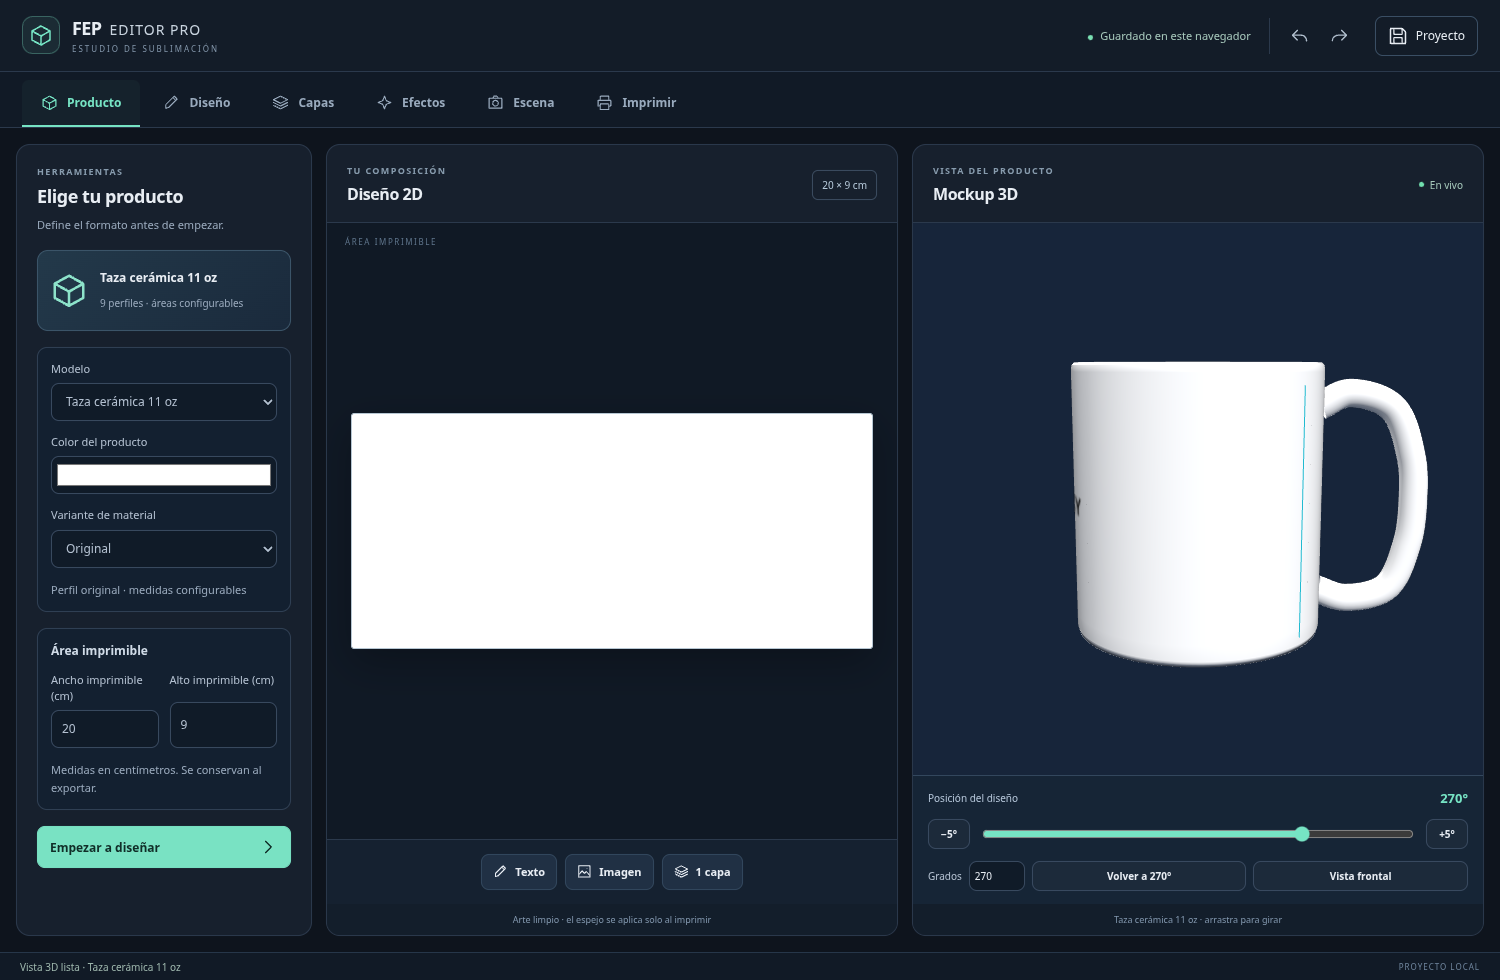 FEP EDITOR PRO
ESTUDIO DE SUBLIMACIÓN
Guardado en este navegador
Proyecto
Producto
Diseño
Capas
Efectos
Escena
Imprimir
HERRAMIENTAS
Elige tu producto
Define el formato antes de empezar.
Taza cerámica 11 oz
9 perfiles · áreas configurables
Modelo
Taza cerámica 11 oz
Color del producto
Variante de material
Original
Perfil original · medidas configurables
Área imprimible
Ancho imprimible (cm)
Alto imprimible (cm)
20
9
Medidas en centímetros. Se conservan al
exportar.
Empezar a diseñar
TU COMPOSICIÓN
Diseño 2D
20 × 9 cm
ÁREA IMPRIMIBLE
Texto
Imagen
1 capa
Arte limpio · el espejo se aplica solo al imprimir
VISTA DEL PRODUCTO
Mockup 3D
En vivo
Y
Posición del diseño
270°
−5°
+5°
Grados
270
Volver a 270°
Vista frontal
Taza cerámica 11 oz · arrastra para girar
Vista 3D lista · Taza cerámica 11 oz
PROYECTO LOCAL